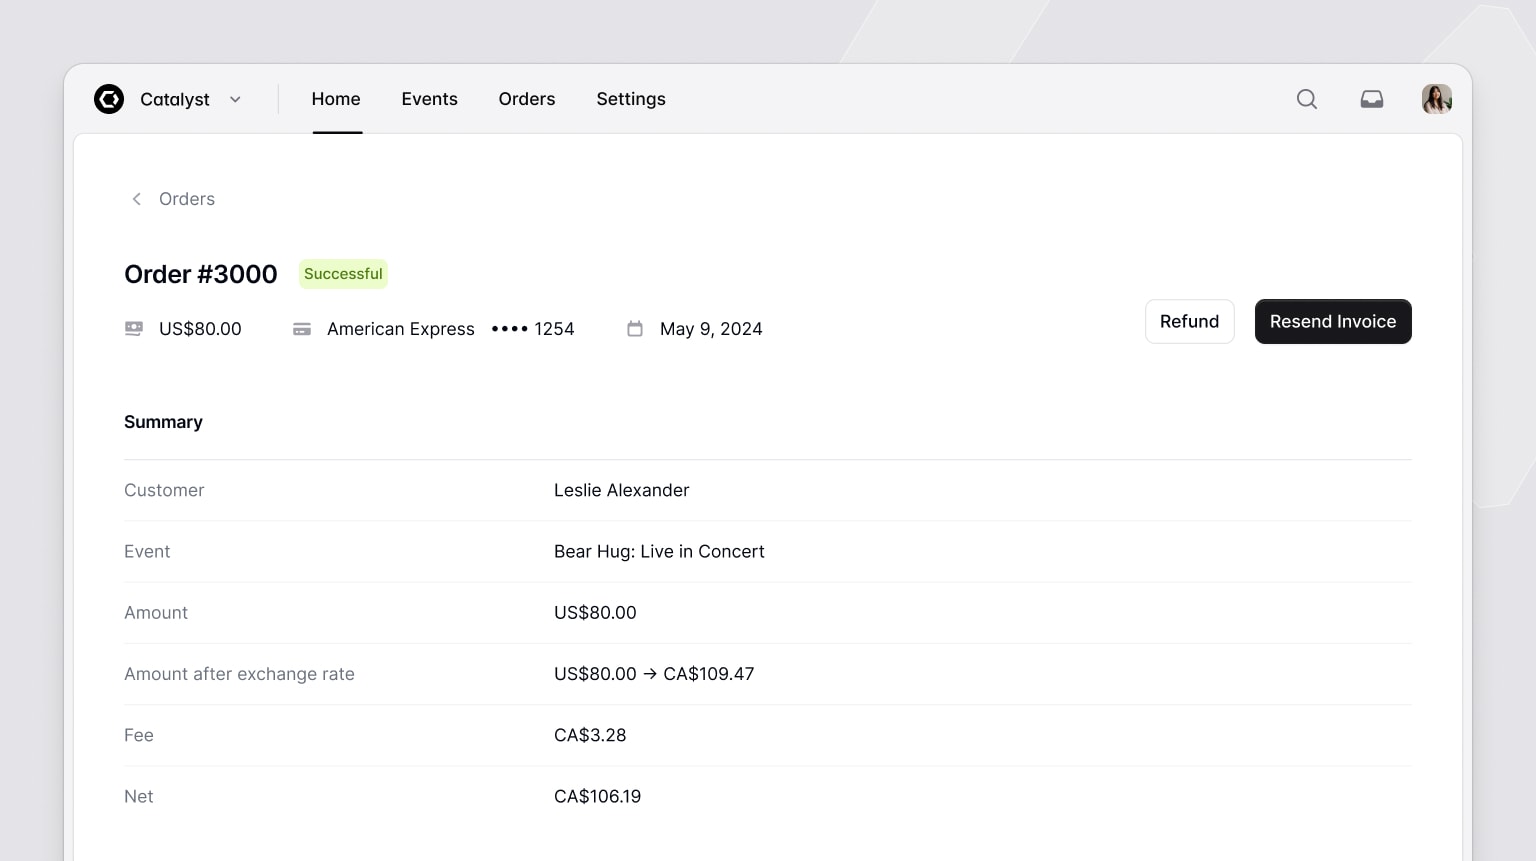 Catalyst Home Events Orders Settings
Orders
Order #3000 Successful
US$80.00 American Express •••• 1254 May 9, 2024
Refund Resend Invoice
Summary
Customer Leslie Alexander
Event Bear Hug: Live in Concert
Amount US$80.00
Amount after exchange rate US$80.00 → CA$109.47
Fee CA$3.28
Net CA$106.19